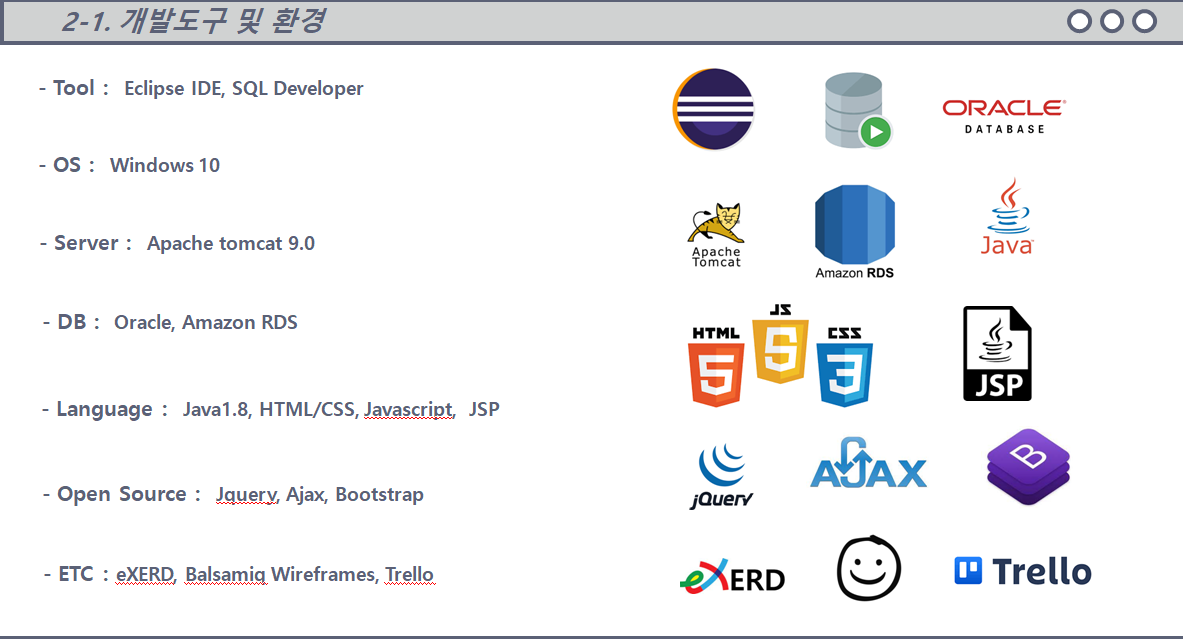 2-1. 개발도구 및 환경
- Tool : Eclipse IDE, SQL Developer
- OS : Windows 10
- Server : Apache tomcat 9.0
- DB : Oracle, Amazon RDS
- Language : Java1.8, HTML/CSS, Javascript, JSP
- Open Source : Jquery, Ajax, Bootstrap
- ETC : eXERD, Balsamiq Wireframes, Trello
ORACLE
DATABASE
Apache
Tomcat
Amazon RDS
Java
HTML
5
JS
5
CSS
3
JSP
jQuery
AJAX
B
eXERD
Trello